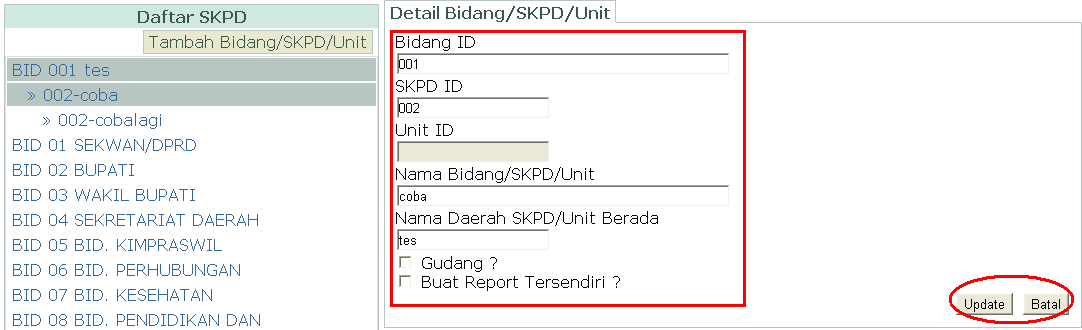 Daftar SKPD
Tambah Bidang/SKPD/Unit
BID 001 tes
» 002-coba
» 002-cobalagi
BID 01 SEKWAN/DPRD
BID 02 BUPATI
BID 03 WAKIL BUPATI
BID 04 SEKRETARIAT DAERAH
BID 05 BID. KIMPRASWIL
BID 06 BID. PERHUBUNGAN
BID 07 BID. KESEHATAN
BID 08 BID. PENDIDIKAN DAN
Detail Bidang/SKPD/Unit
Bidang ID
001
SKPD ID
002
Unit ID
Nama Bidang/SKPD/Unit
coba
Nama Daerah SKPD/Unit Berada
tes
Gudang ?
Buat Report Tersendiri ?
Update Batal